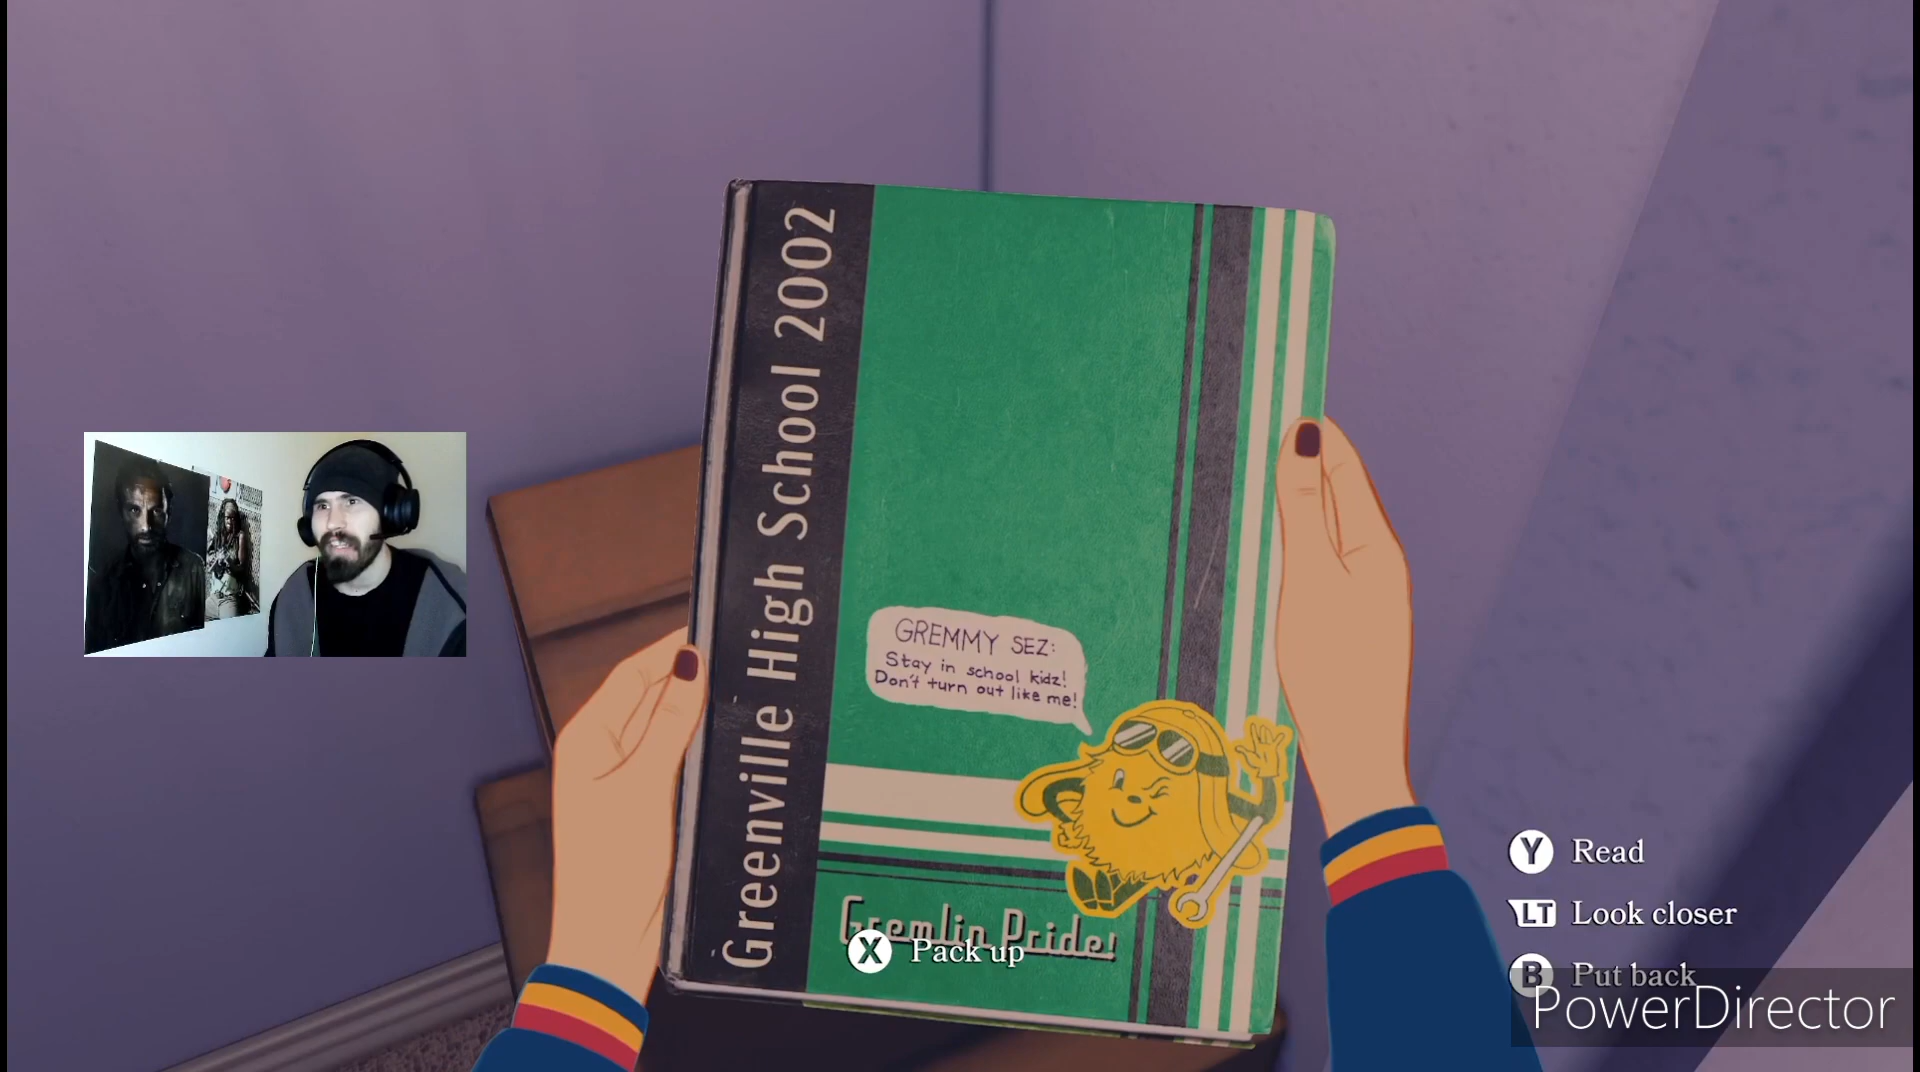 Greenville High School 2002
GREMMY SEZ:
Stay in school kidz!
Don't turn out like me!
Gremlin Pride!
X Pack up
Y Read
LT Look closer
B Put back
PowerDirector